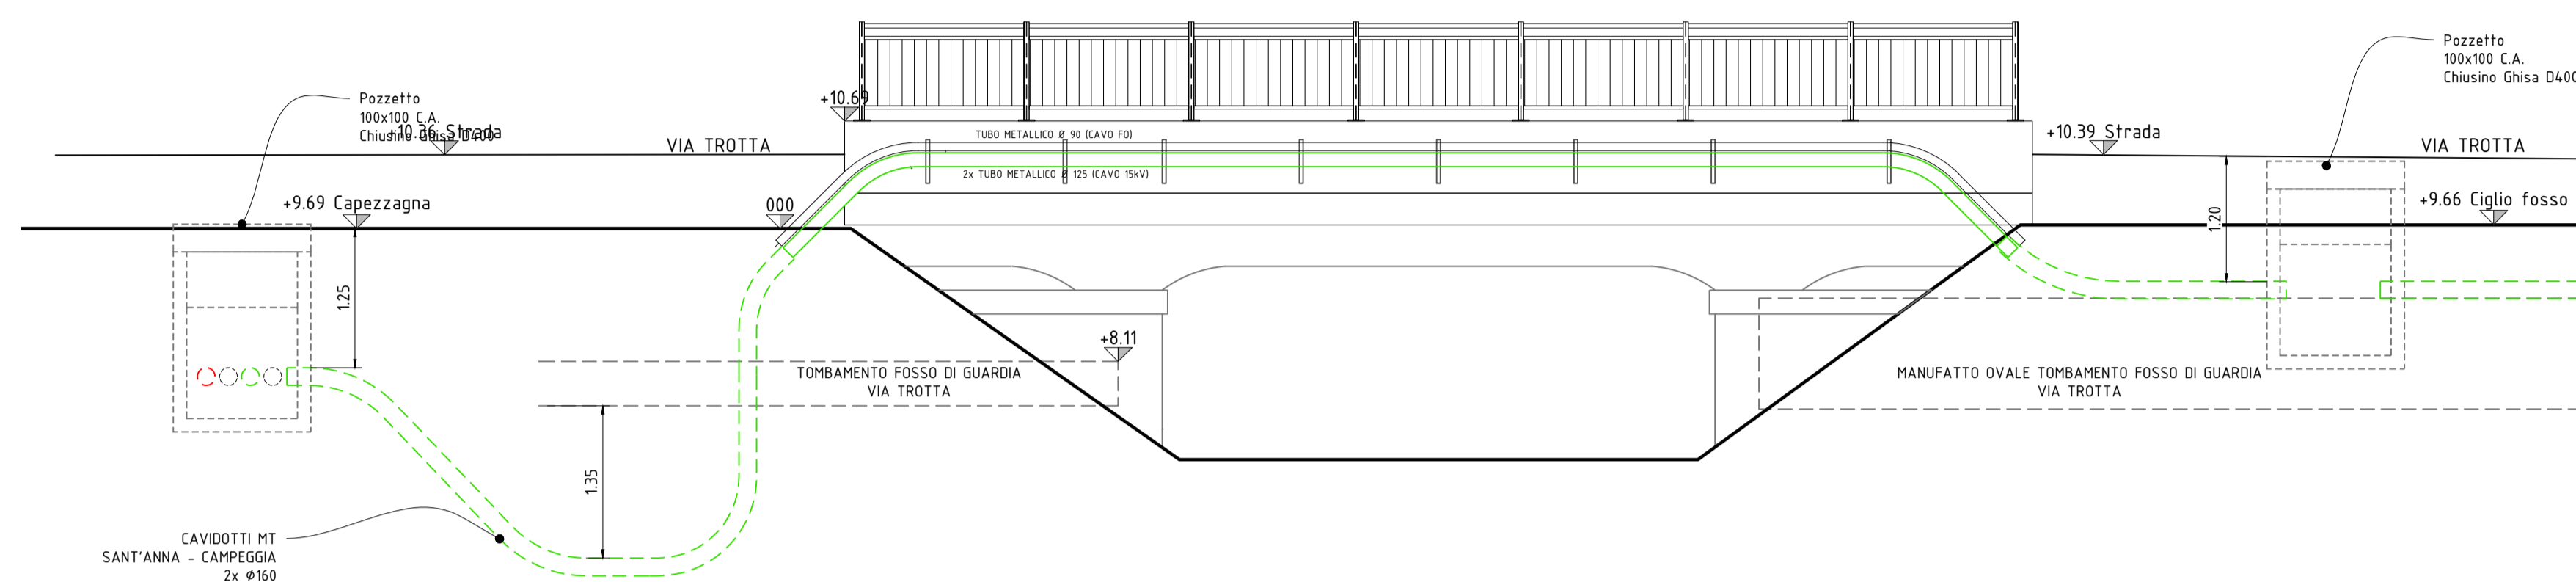 Pozzetto
100x100 C.A.
Chiusino Ghisa D400
+10.36 Strada
VIA TROTTA
+10.69
TUBO METALLICO Ø 90 (CAVO FO)
2x TUBO METALLICO Ø 125 (CAVO 15kV)
+10.39 Strada
VIA TROTTA
Pozzetto
100x100 C.A.
Chiusino Ghisa D400
+9.69 Capezzagna
000
+9.66 Ciglio fosso
1.20
1.25
+8.11
TOMBAMENTO FOSSO DI GUARDIA
VIA TROTTA
MANUFATTO OVALE TOMBAMENTO FOSSO DI GUARDIA
VIA TROTTA
1.35
CAVIDOTTI MT
SANT'ANNA - CAMPEGGIA
2x Ø160